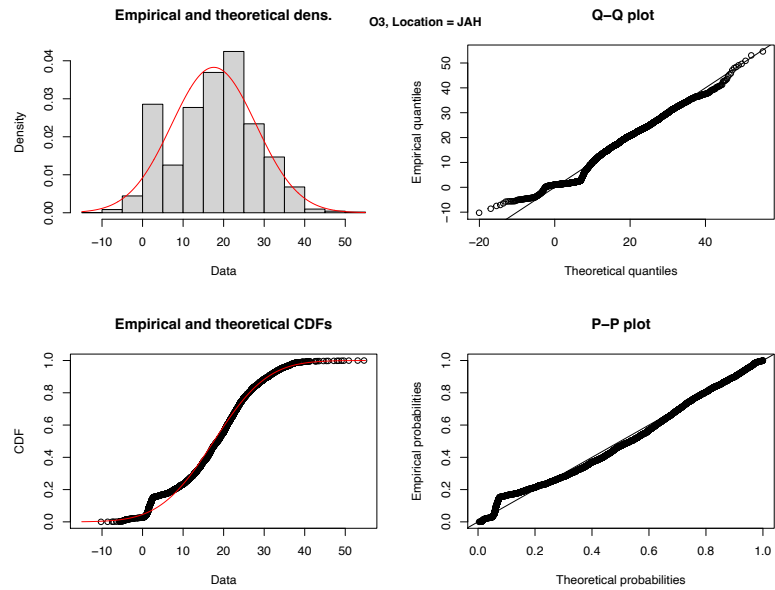 O3, Location = JAH
Empirical and theoretical dens.
Density
0.00 0.01 0.02 0.03 0.04
−10 0 10 20 30 40 50
Data
Q−Q plot
Empirical quantiles
−10 0 10 20 30 40 50
−20 0 20 40
Theoretical quantiles
Empirical and theoretical CDFs
CDF
0.0 0.2 0.4 0.6 0.8 1.0
−10 0 10 20 30 40 50
Data
P−P plot
Empirical probabilities
0.0 0.2 0.4 0.6 0.8 1.0
0.0 0.2 0.4 0.6 0.8 1.0
Theoretical probabilities